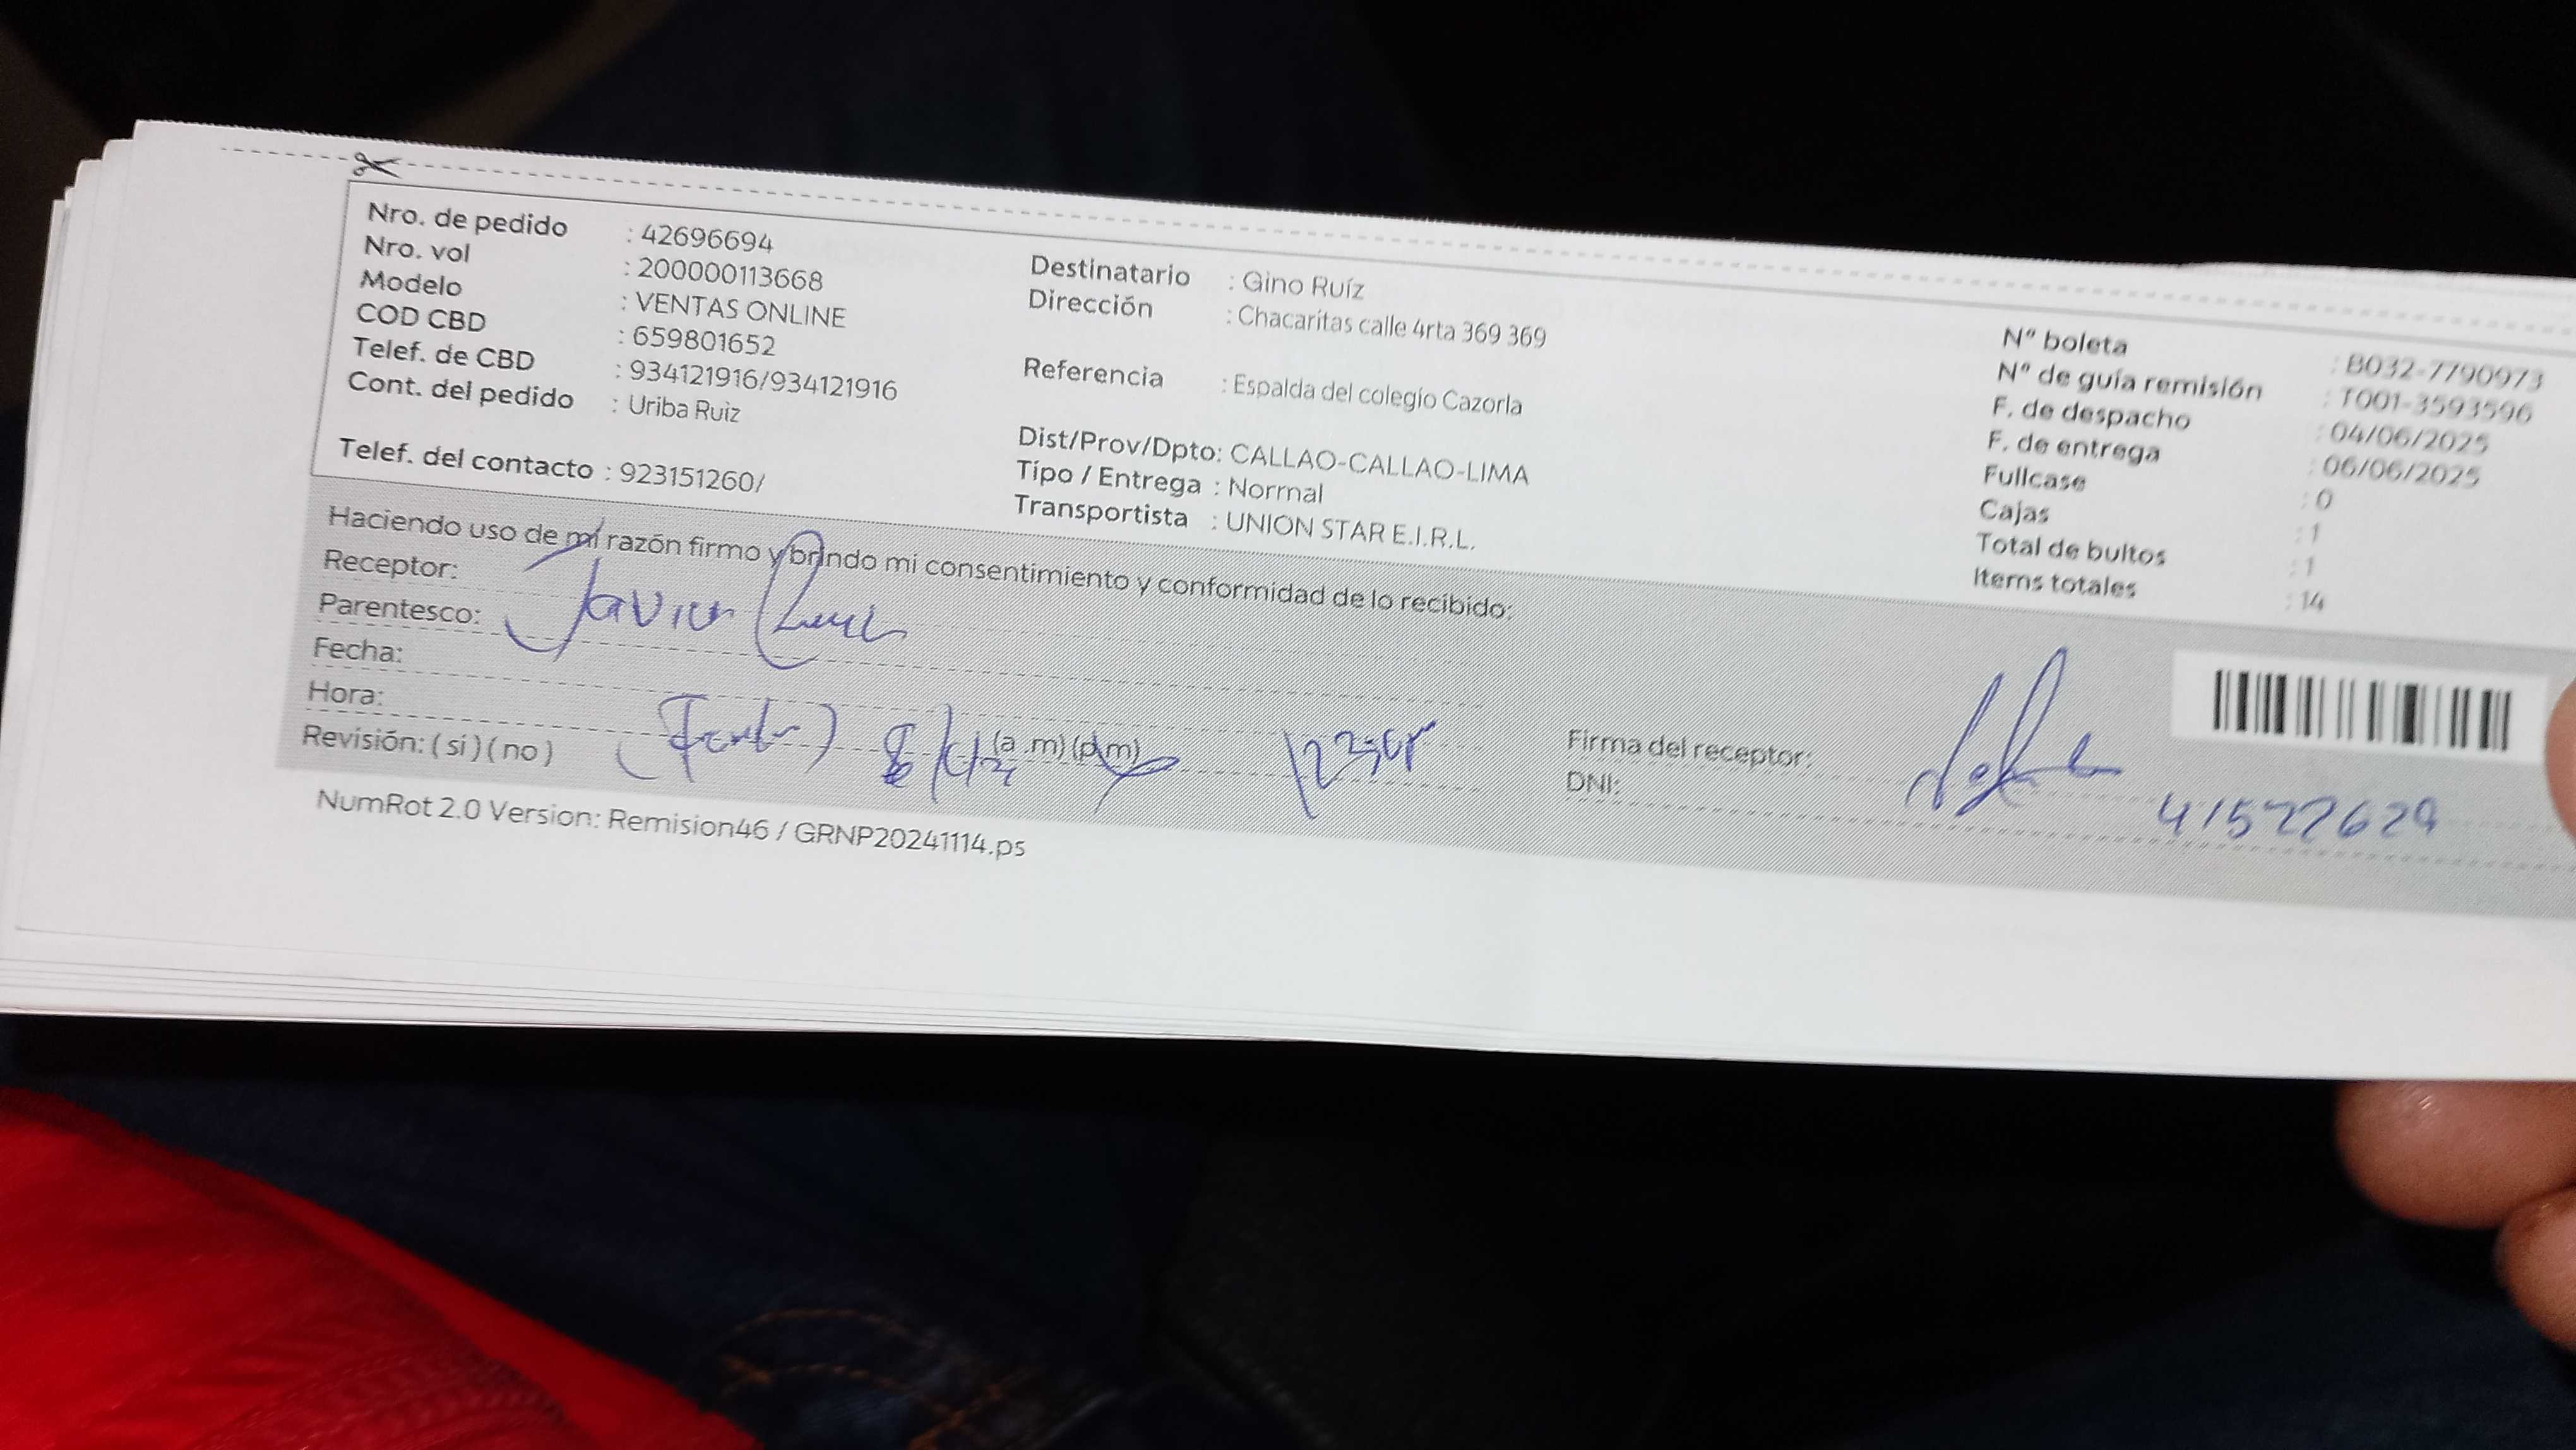 Nro. de pedido : 42696694
Nro. vol : 200000113668
Modelo : VENTAS ONLINE
COD CBD : 659801652
Telef. de CBD : 934121916/934121916
Cont. del pedido : Uriba Ruiz
Telef. del contacto : 923151260/
Destinatario : Gino Ruíz
Dirección : Chacaritas calle 4rta 369 369
Referencia : Espalda del colegio Cazorla
Dist/Prov/Dpto: CALLAO-CALLAO-LIMA
Tipo / Entrega : Normal
Transportista : UNION STAR E.I.R.L.
Nº boleta : B032-7790973
Nº de guía remisión : T001-3593596
F. de despacho : 04/06/2025
F. de entrega : 06/06/2025
Fullcase : 0
Cajas : 1
Total de bultos : 1
Items totales : 14
Haciendo uso de mi razón firmo y brindo mi consentimiento y conformidad de lo recibido:
Receptor: Javier
Parentesco:
Fecha:
Hora: (a .m) (p.m)
Revisión: ( si ) ( no )
Firma del receptor:
DNI: 41522629
NumRot 2.0 Version: Remision46 / GRNP20241114.ps